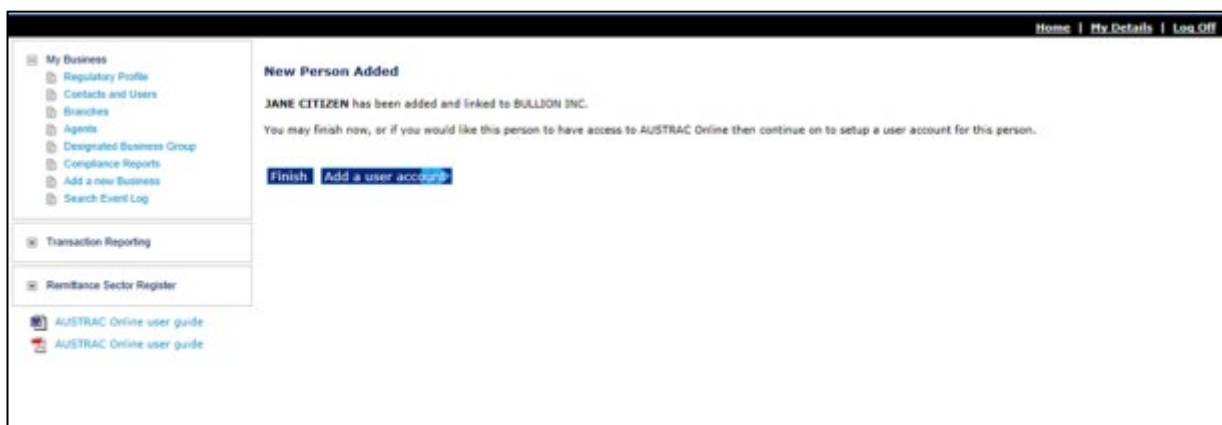 Home | My Details | Log Off
My Business
Regulatory Profile
Contacts and Users
Branches
Agents
Designated Business Group
Compliance Reports
Add a new Business
Search Event Log
Transaction Reporting
Remittance Sector Register
AUSTRAC Online user guide
AUSTRAC Online user guide
New Person Added
JANE CITIZEN has been added and linked to BULLION INC.
You may finish now, or if you would like this person to have access to AUSTRAC Online then continue on to setup a user account for this person.
Finish Add a user account